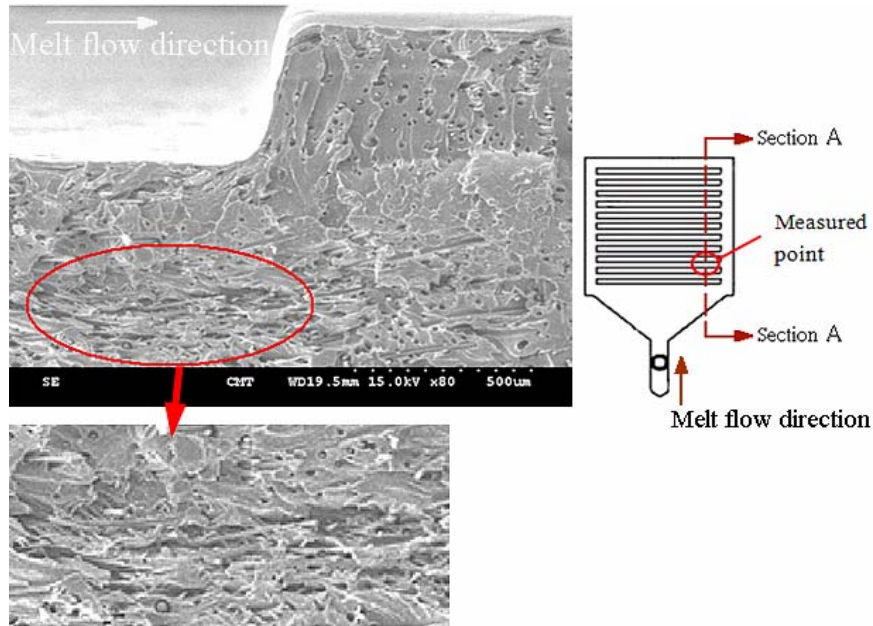 Melt flow direction
SE CMT WD19.5mm 15.0kV x80 500um
Section A
Measured
point
Section A
Melt flow direction